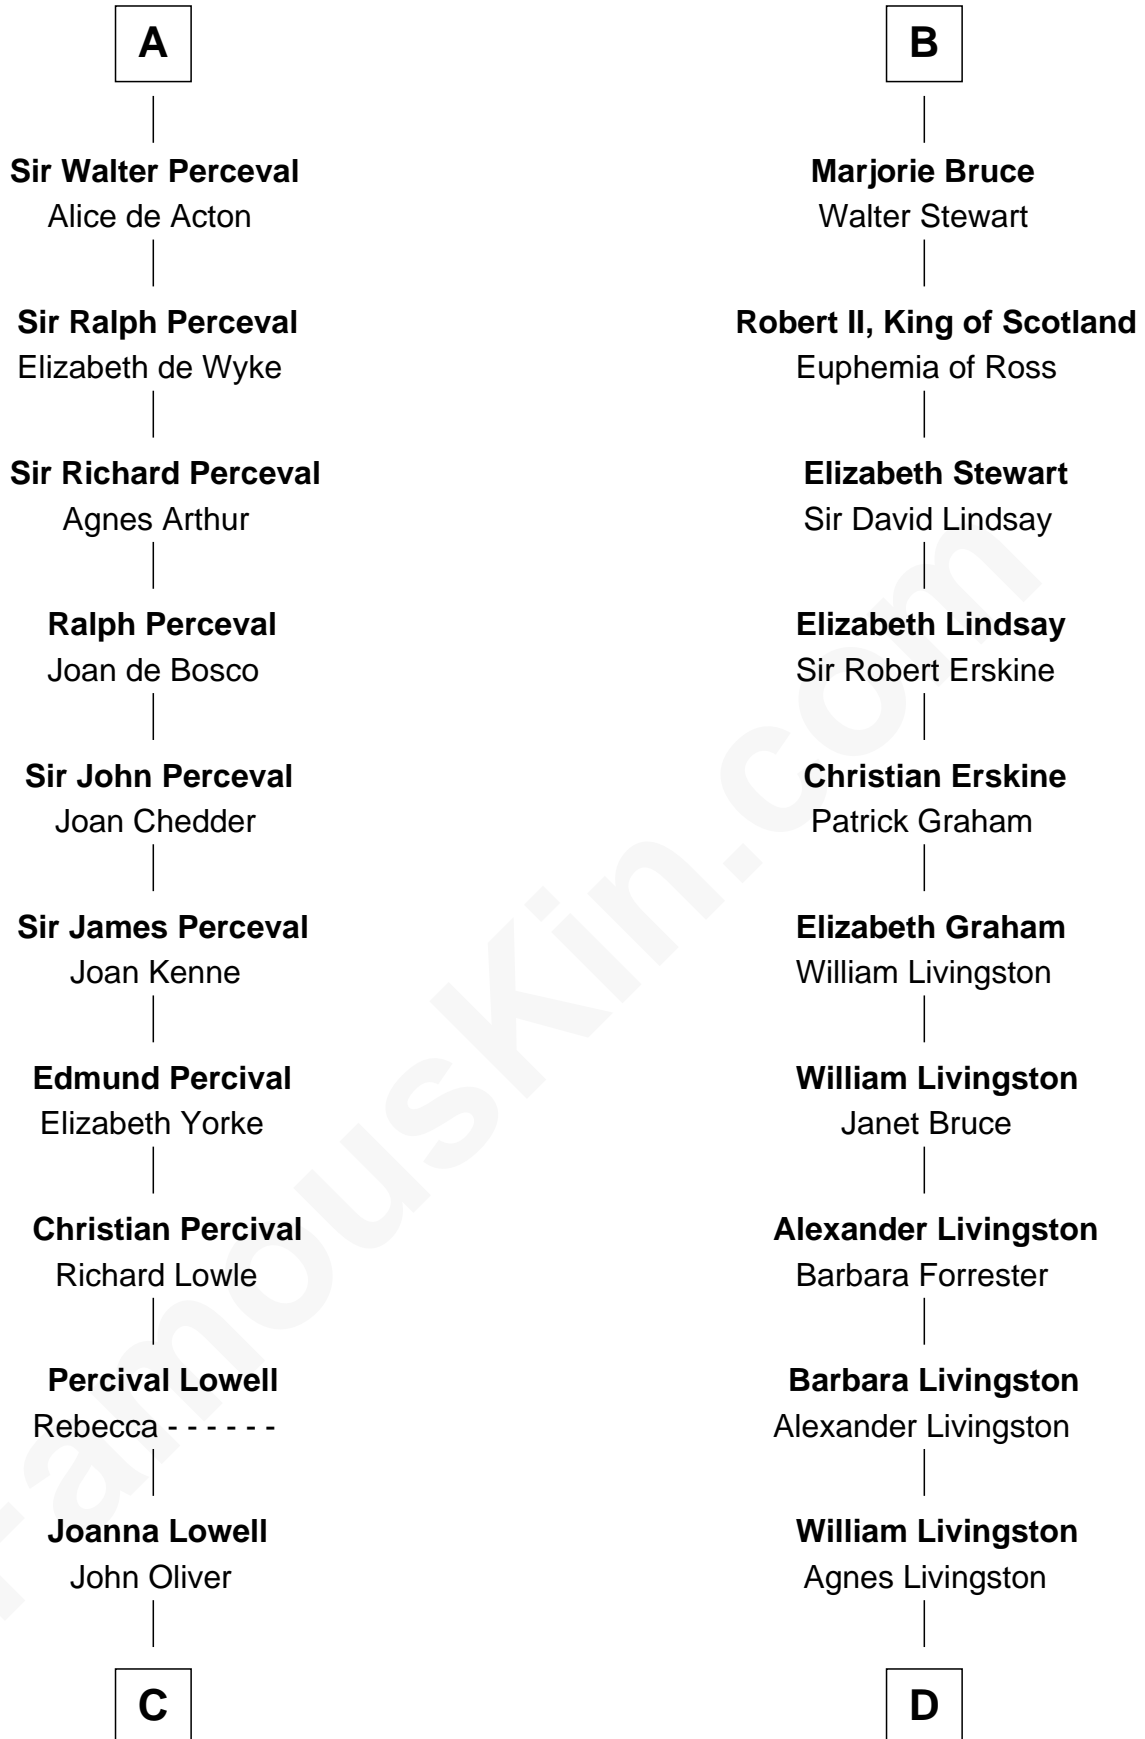 A
Sir Walter Perceval
Alice de Acton
Sir Ralph Perceval
Elizabeth de Wyke
Sir Richard Perceval
Agnes Arthur
Ralph Perceval
Joan de Bosco
Sir John Perceval
Joan Chedder
Sir James Perceval
Joan Kenne
Edmund Percival
Elizabeth Yorke
Christian Percival
Richard Lowle
Percival Lowell
Rebecca - - - - - -
Joanna Lowell
John Oliver
C
B
Marjorie Bruce
Walter Stewart
Robert II, King of Scotland
Euphemia of Ross
Elizabeth Stewart
Sir David Lindsay
Elizabeth Lindsay
Sir Robert Erskine
Christian Erskine
Patrick Graham
Elizabeth Graham
William Livingston
William Livingston
Janet Bruce
Alexander Livingston
Barbara Forrester
Barbara Livingston
Alexander Livingston
William Livingston
Agnes Livingston
D
FamousKin.com